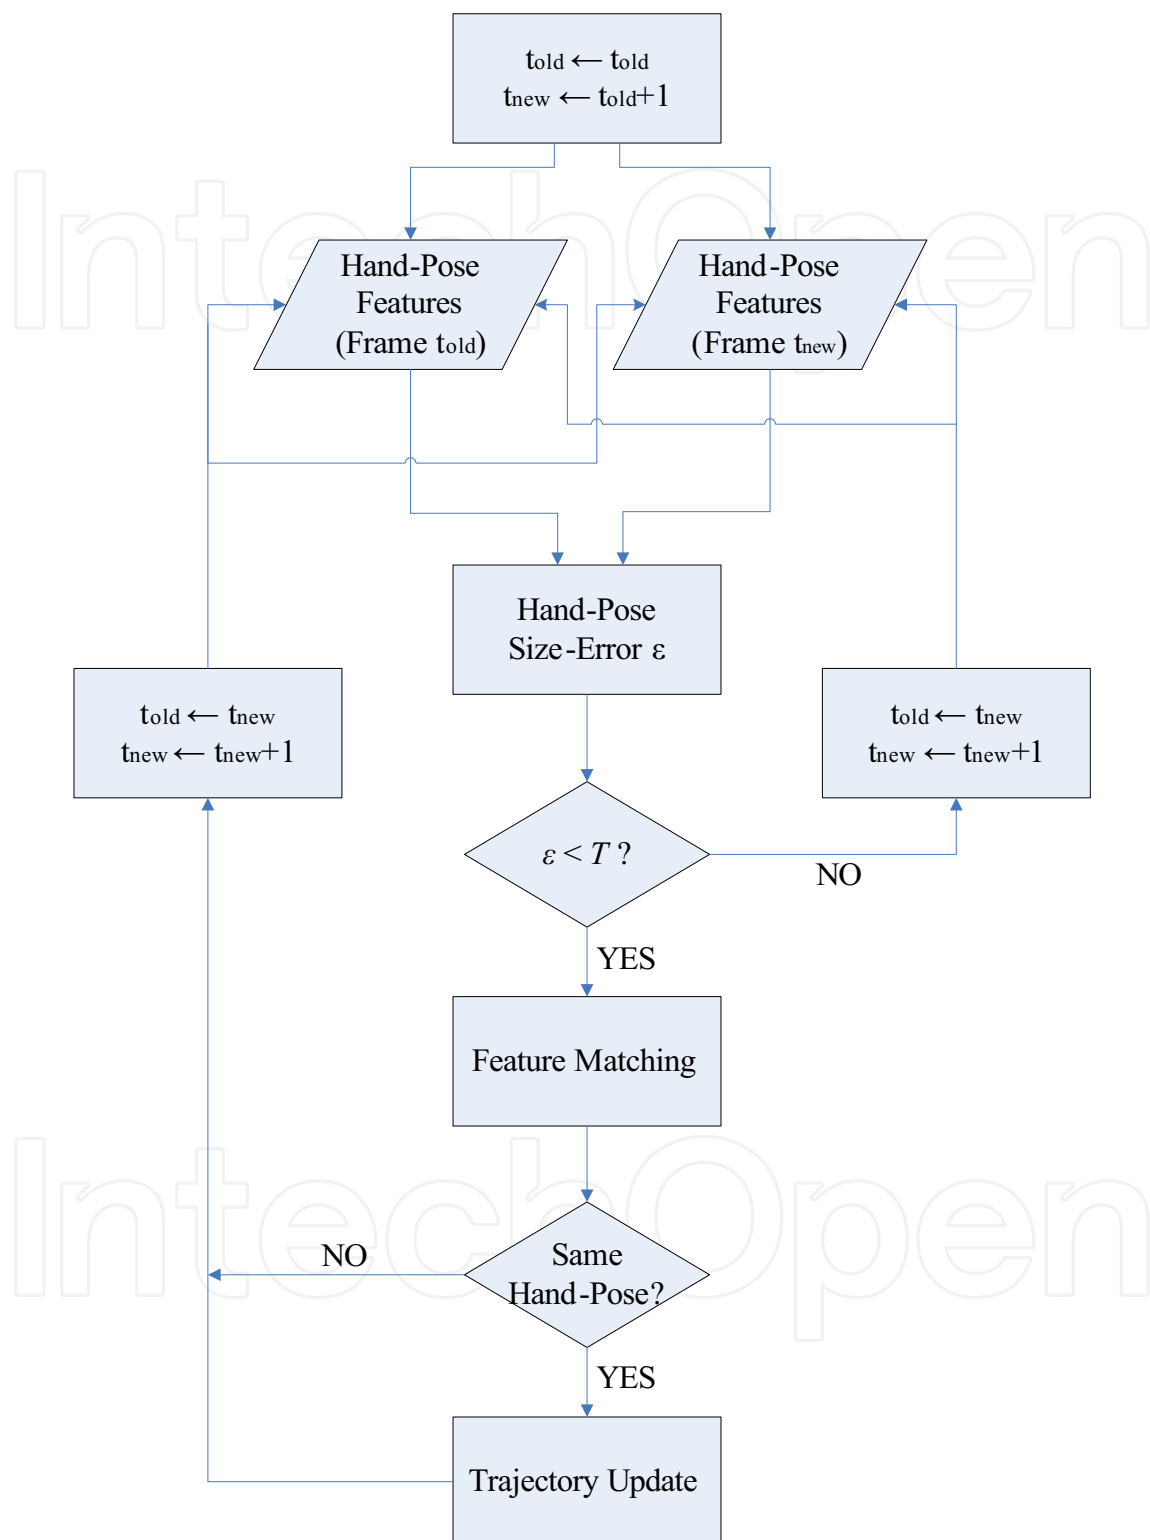 told ← told
tnew ← told+1
IntechOpen
Hand-Pose
Features
(Frame told)
Hand-Pose
Features
(Frame tnew)
Hand-Pose
Size-Error ε
told ← tnew
tnew ← tnew+1
told ← tnew
tnew ← tnew+1
ε < T ?
NO
YES
Feature Matching
IntechOpen
Same
Hand-Pose?
NO
YES
Trajectory Update